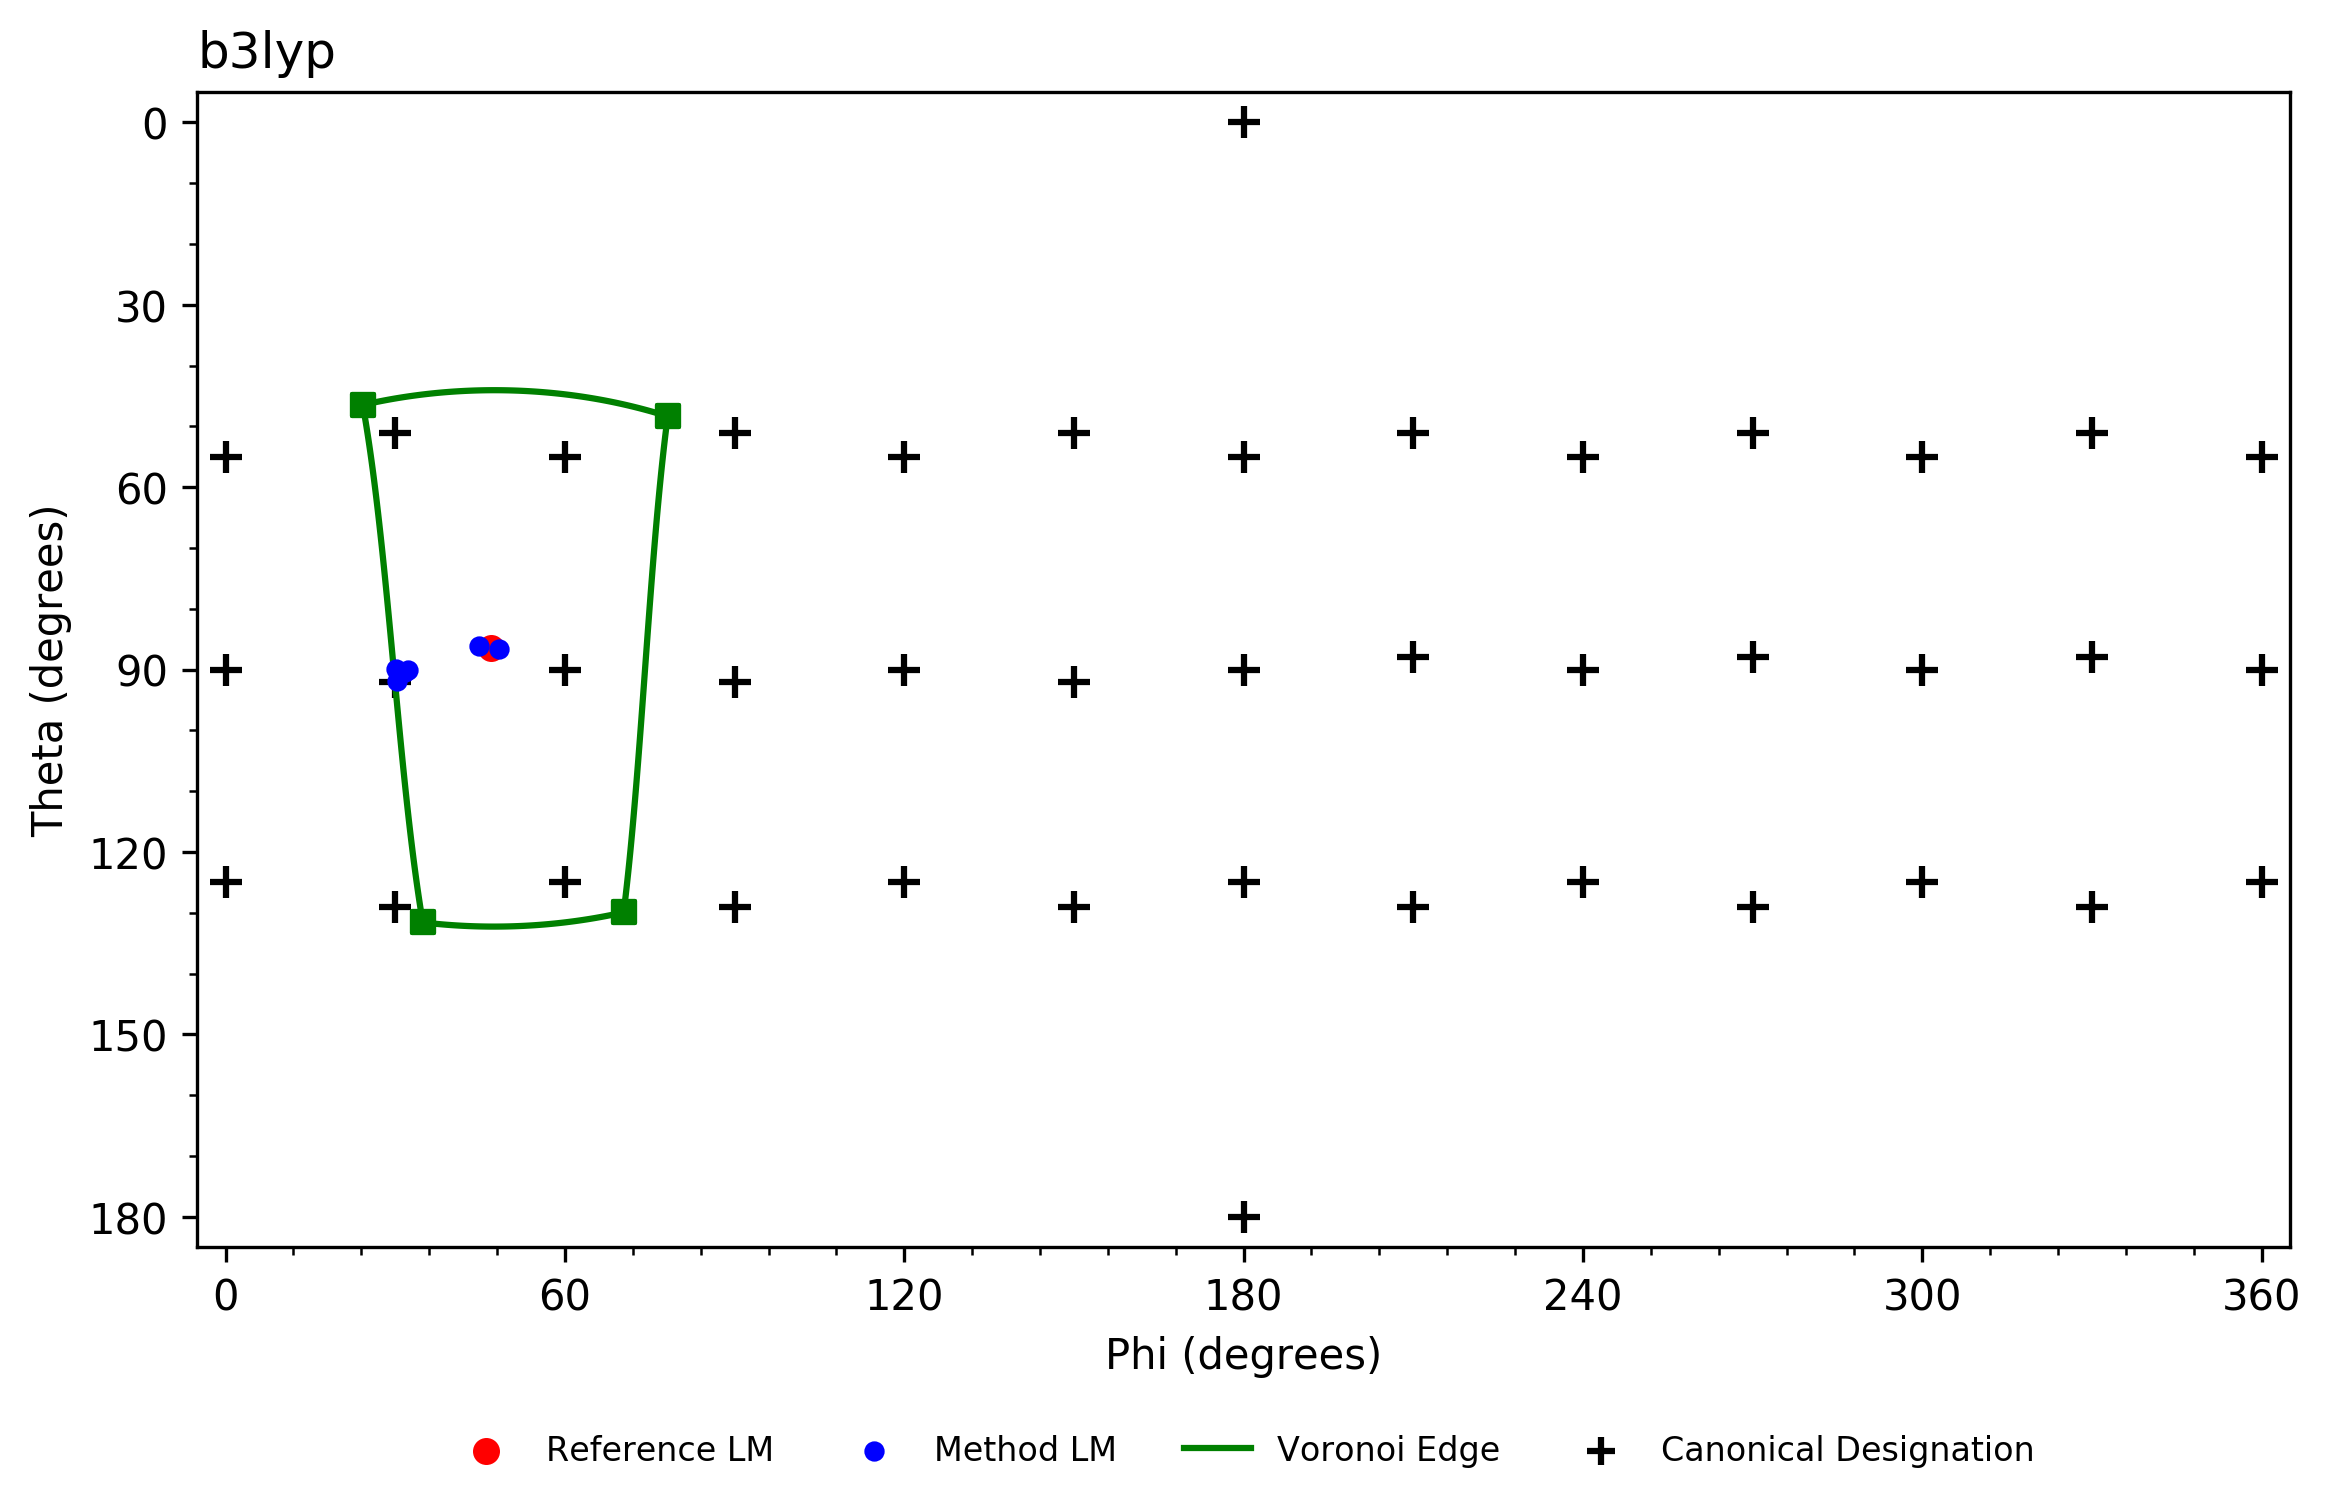 b3lyp
0
30
60
90
120
150
180
Theta (degrees)
0 60 120 180 240 300 360
Phi (degrees)
Reference LM Method LM Voronoi Edge Canonical Designation